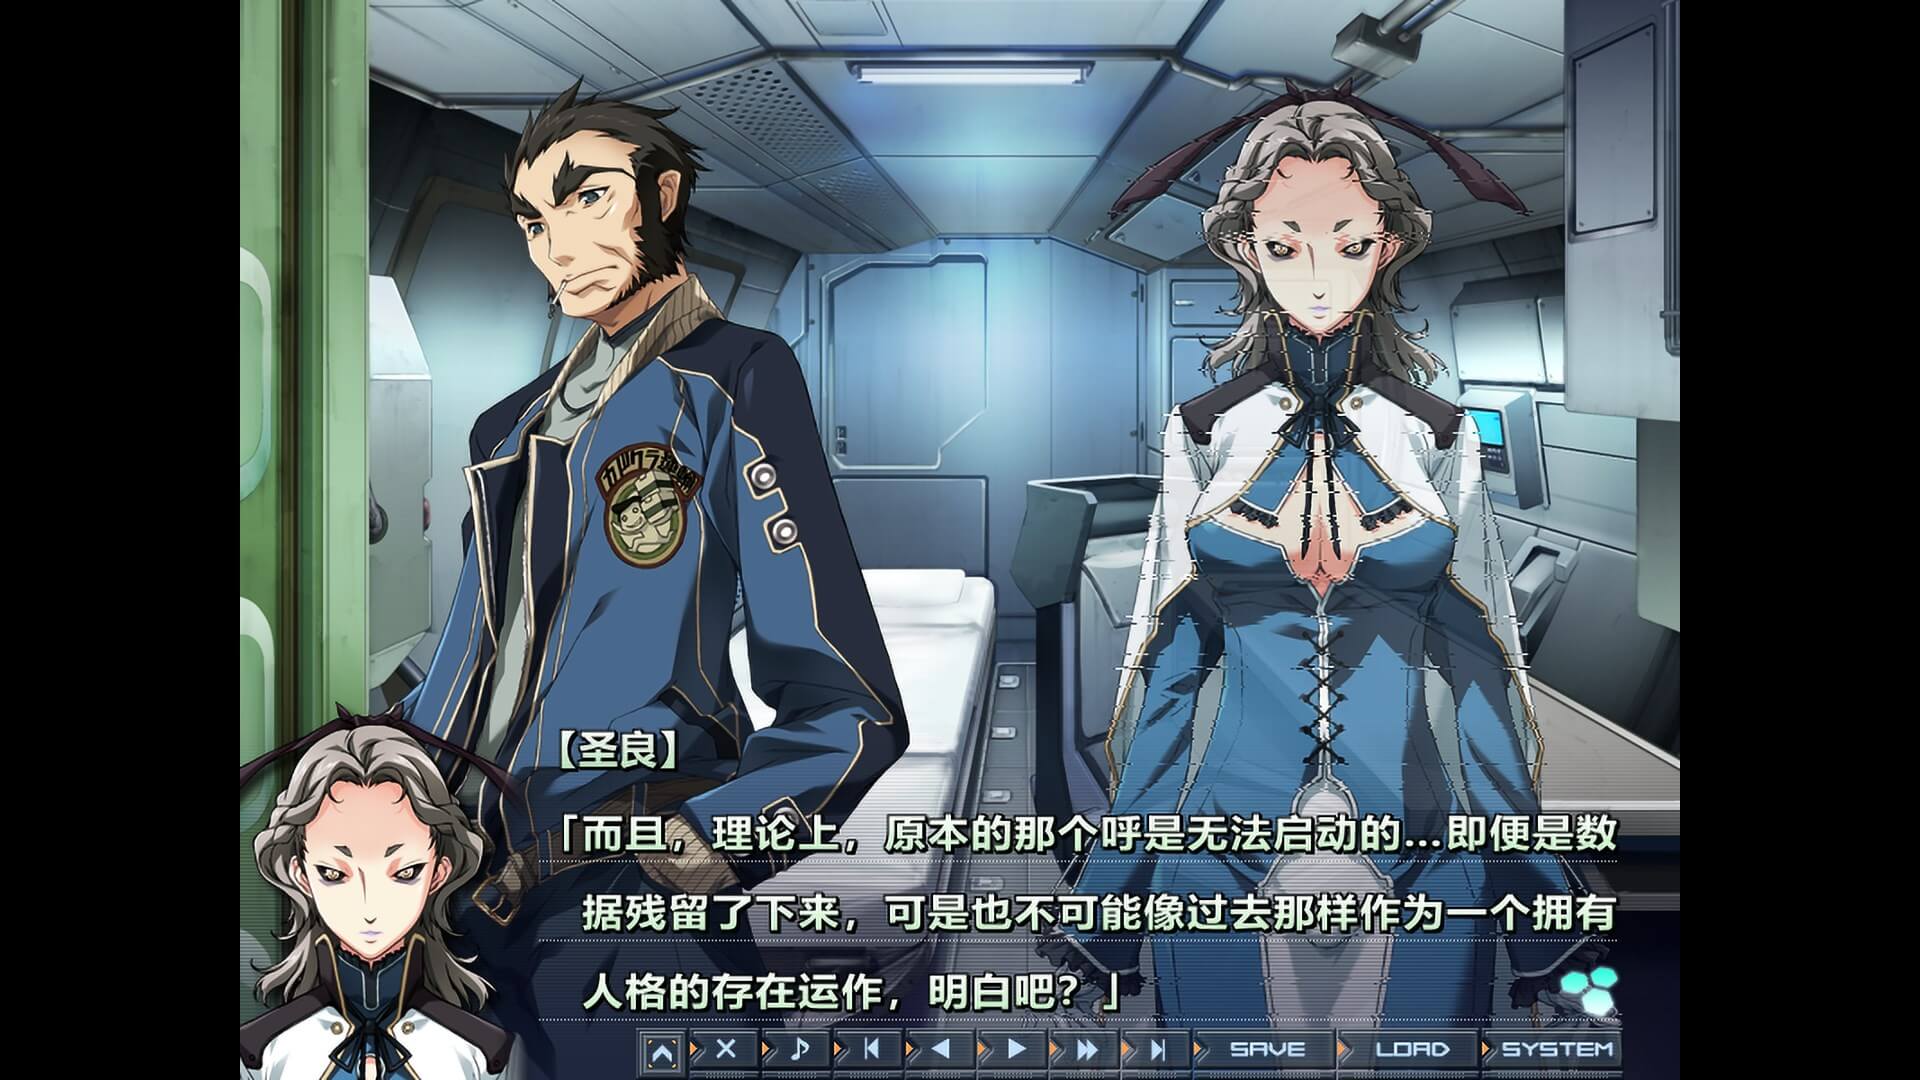 【圣良】
「而且，理论上，原本的那个呼是无法启动的…即便是数
据残留了下来，可是也不可能像过去那样作为一个拥有
人格的存在运作，明白吧？」
SAVE LOAD SYSTEM